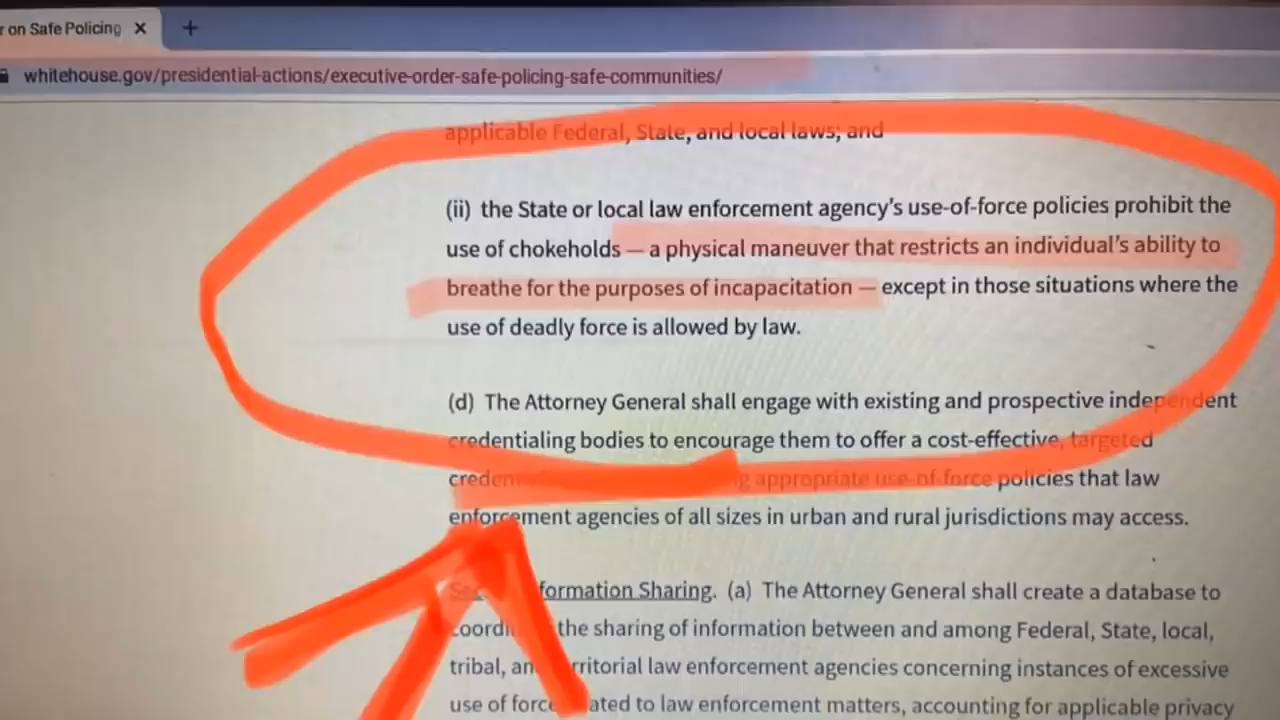 r on Safe Policing
whitehouse.gov/presidential-actions/executive-order-safe-policing-safe-communities/
applicable Federal, State, and local laws; and
(ii) the State or local law enforcement agency's use-of-force policies prohibit the
use of chokeholds — a physical maneuver that restricts an individual's ability to
breathe for the purposes of incapacitation — except in those situations where the
use of deadly force is allowed by law.
(d) The Attorney General shall engage with existing and prospective independent
credentialing bodies to encourage them to offer a cost-effective, targeted
appropriate use-of-force policies that law
enforcement agencies of all sizes in urban and rural jurisdictions may access.
formation Sharing. (a) The Attorney General shall create a database to
the sharing of information between and among Federal, State, local,
tribal, an rritorial law enforcement agencies concerning instances of excessive
use of force ated to law enforcement matters, accounting for applicable privacy